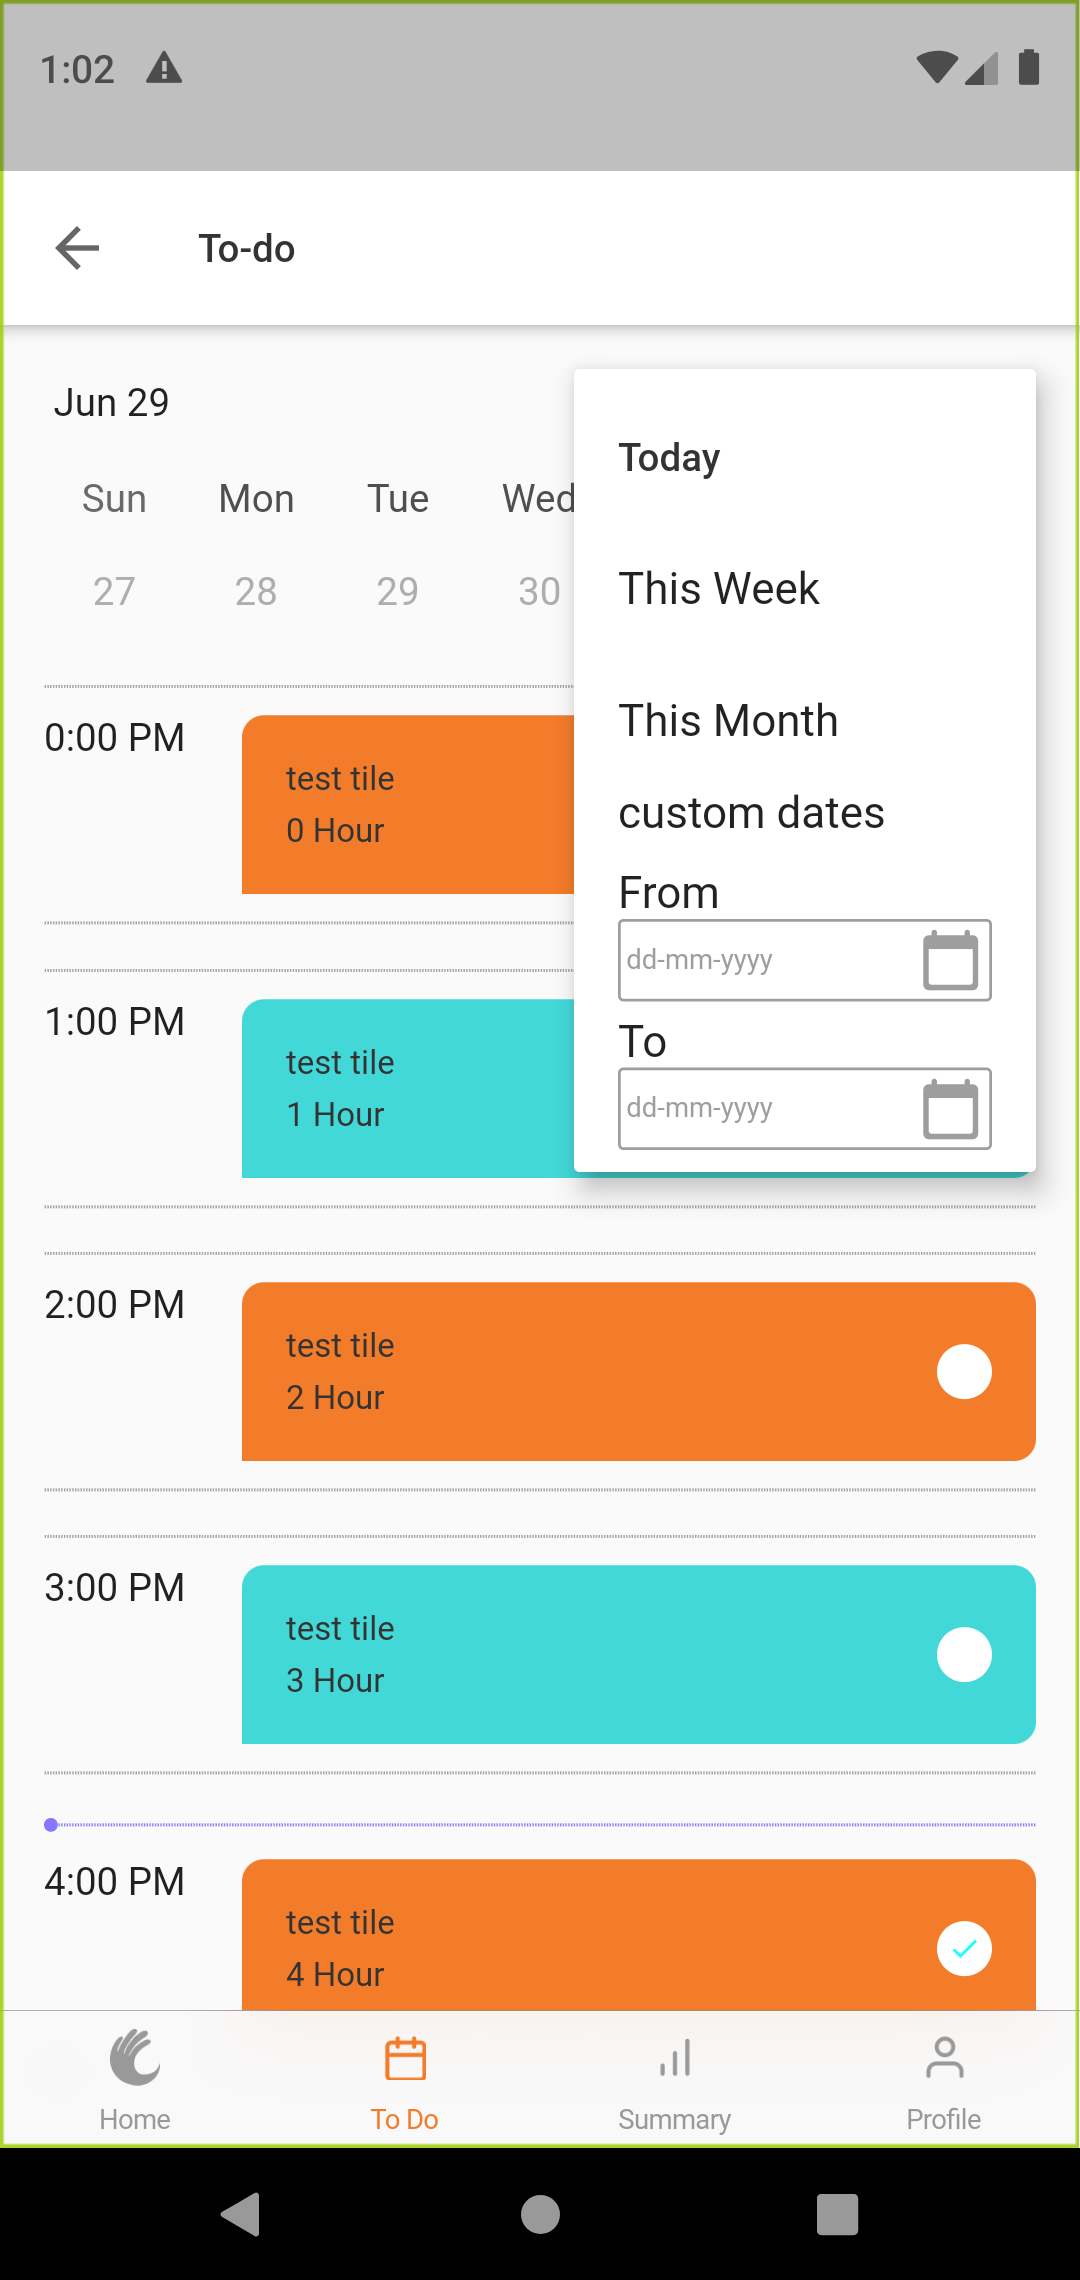 1:02
To-do
Jun 29
Today
Sun Mon Tue Wed
This Week
27 28 29 30
This Month
0:00 PM
test tile
0 Hour
custom dates
From
dd-mm-yyyy
1:00 PM
To
test tile
1 Hour
dd-mm-yyyy
2:00 PM
test tile
2 Hour
3:00 PM
test tile
3 Hour
4:00 PM
test tile
4 Hour
Home To Do Summary Profile